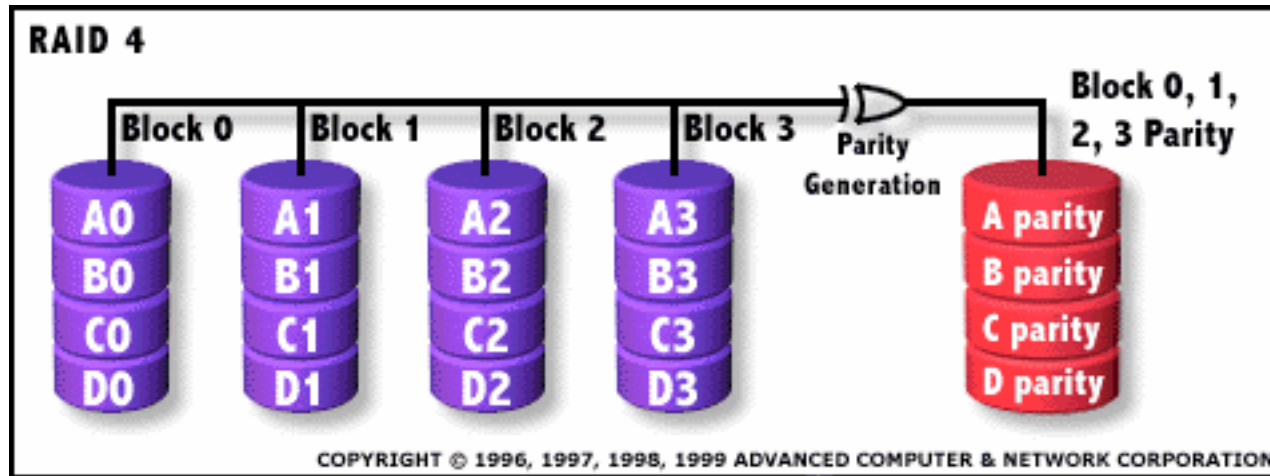 RAID 4
Block 0
Block 1
Block 2
Block 3
Parity
Generation
Block 0, 1,
2, 3 Parity
A0
A1
A2
A3
A parity
B0
B1
B2
B3
B parity
C0
C1
C2
C3
C parity
D0
D1
D2
D3
D parity
COPYRIGHT © 1996, 1997, 1998, 1999 ADVANCED COMPUTER & NETWORK CORPORATION